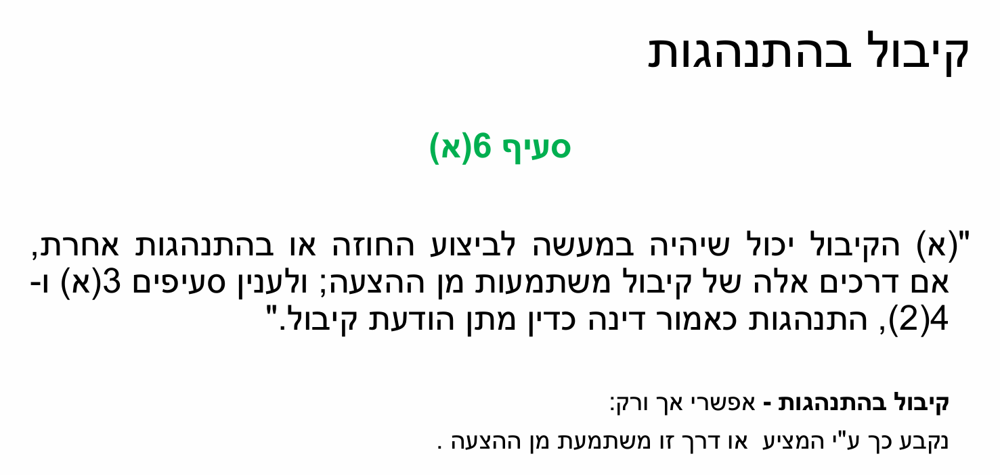 קיבול בהתנהגות
סעיף 6(א)
"(א) הקיבול יכול שיהיה במעשה לביצוע החוזה או בהתנהגות אחרת,
אם דרכים אלה של קיבול משתמעות מן ההצעה; ולענין סעיפים 3(א) ו-
4(2), התנהגות כאמור דינה כדין מתן הודעת קיבול."
קיבול בהתנהגות - אפשרי אך ורק:
נקבע כך ע"י המציע או דרך זו משתמעת מן ההצעה .